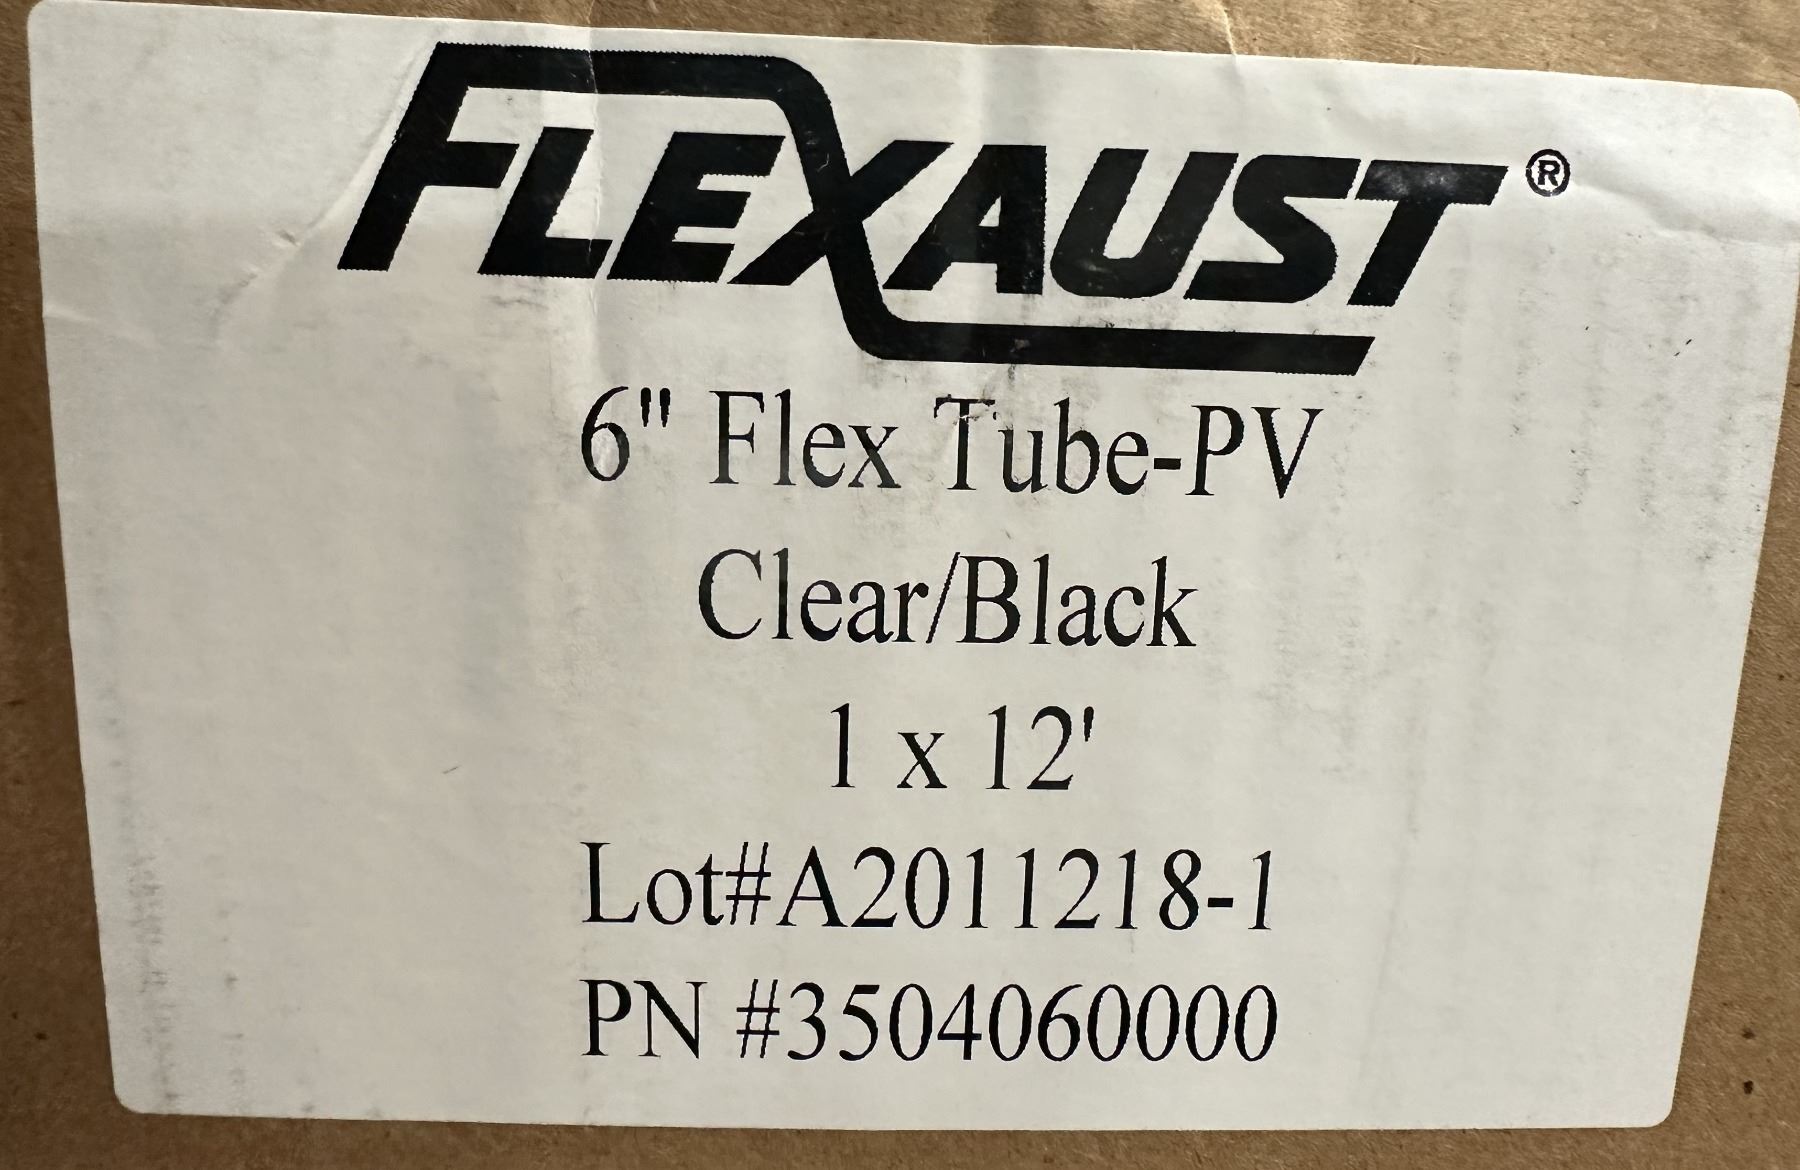 FLEXAUST®
6" Flex Tube-PV
Clear/Black
1 x 12'
Lot#A2011218-1
PN #3504060000